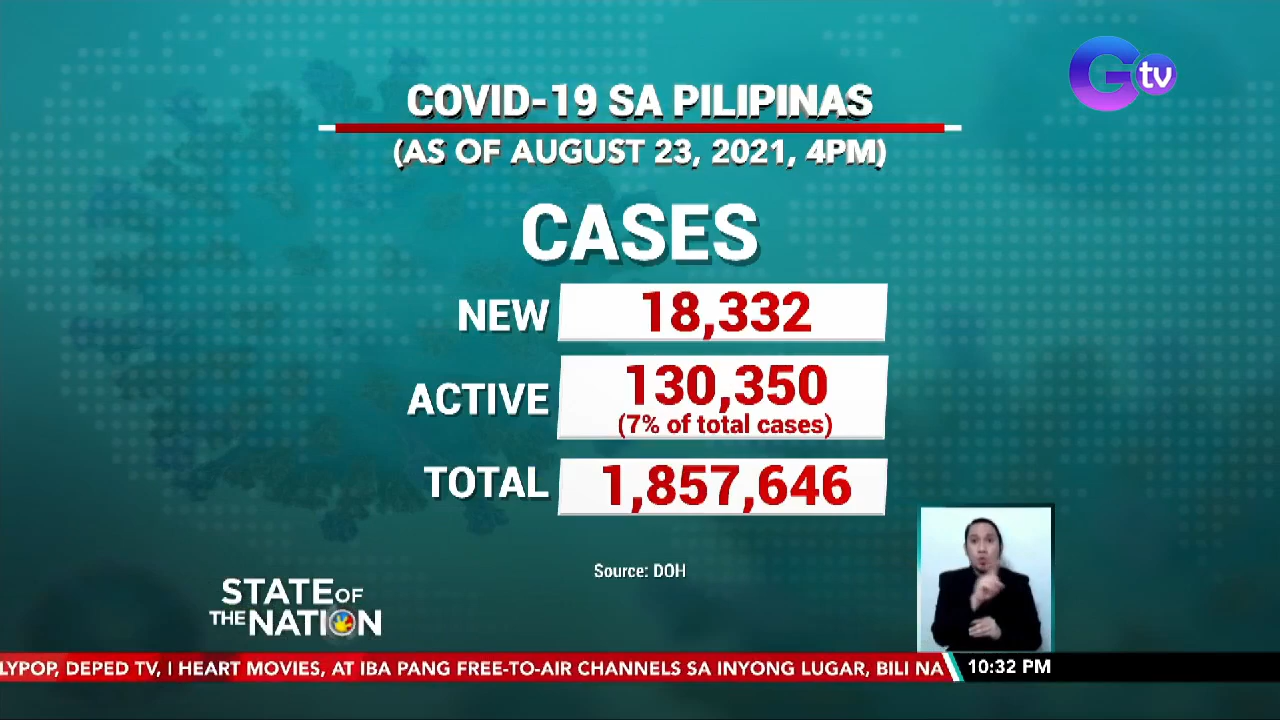 Gtv
COVID-19 SA PILIPINAS
(AS OF AUGUST 23, 2021, 4PM)
CASES
NEW 18,332
ACTIVE 130,350
(7% of total cases)
TOTAL 1,857,646
Source: DOH
STATE OF
THE NATION
LYPOP, DEPED TV, I HEART MOVIES, AT IBA PANG FREE-TO-AIR CHANNELS SA INYONG LUGAR, BILI NA
10:32 PM